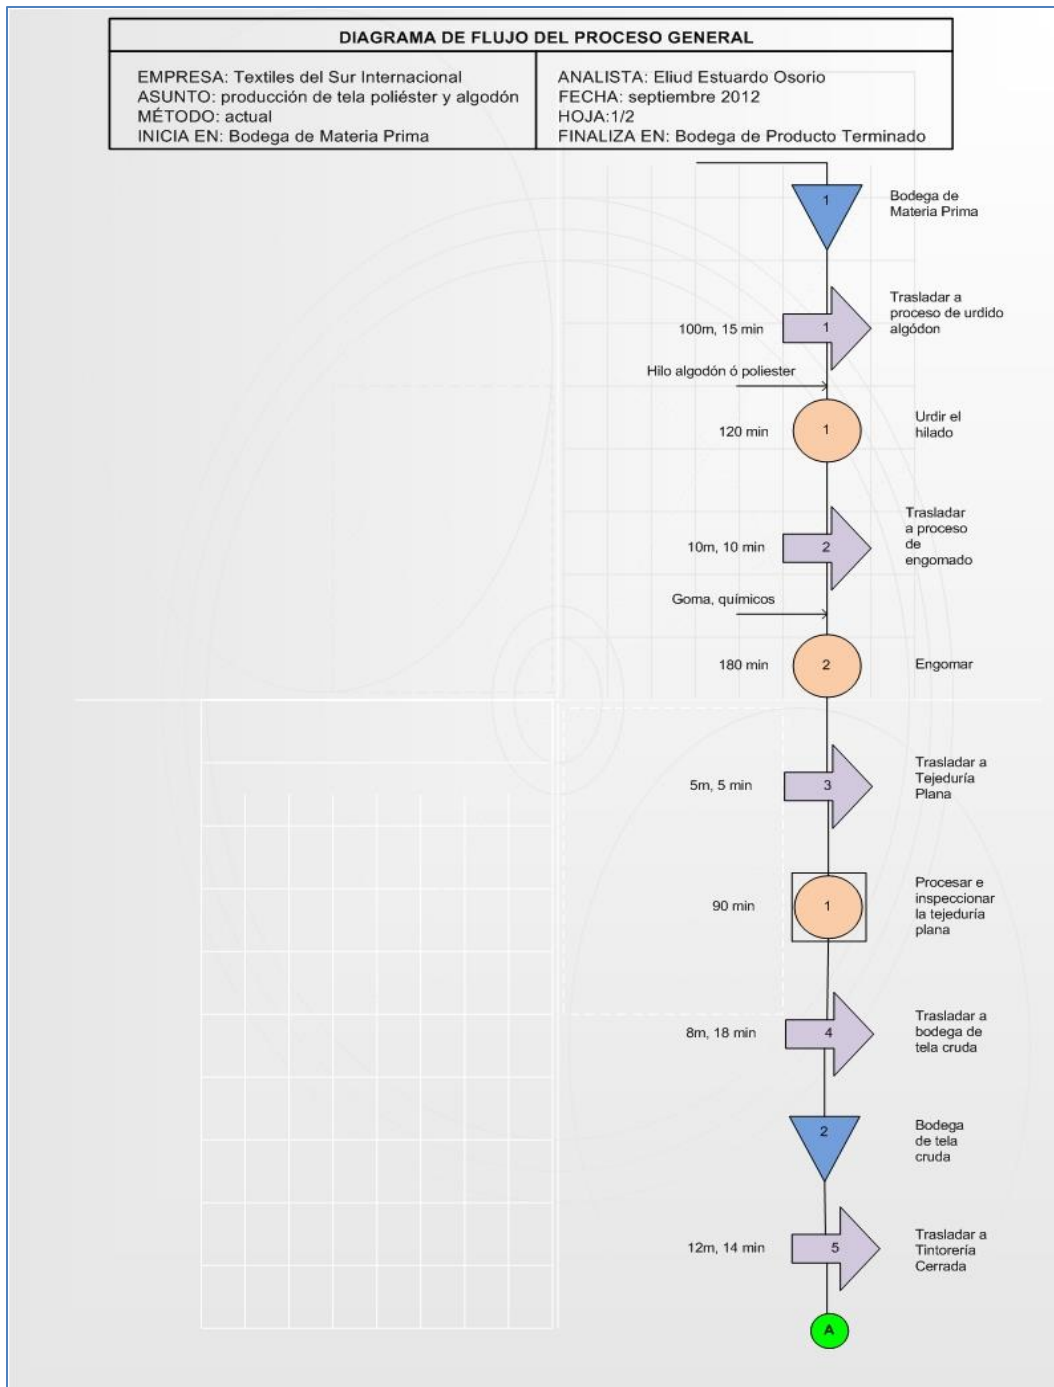 DIAGRAMA DE FLUJO DEL PROCESO GENERAL
EMPRESA: Textiles del Sur Internacional
ASUNTO: producción de tela poliéster y algodón
MÉTODO: actual
INICIA EN: Bodega de Materia Prima
ANALISTA: Eliud Estuardo Osorio
FECHA: septiembre 2012
HOJA:1/2
FINALIZA EN: Bodega de Producto Terminado
1
Bodega de
Materia Prima
100m, 15 min
1
Trasladar a
proceso de urdido
algódon
Hilo algodón ó poliester
120 min
1
Urdir el
hilado
10m, 10 min
2
Trasladar
a proceso
de
engomado
Goma, químicos
180 min
2
Engomar
5m, 5 min
3
Trasladar a
Tejeduría
Plana
90 min
1
Procesar e
inspeccionar
la tejeduría
plana
8m, 18 min
4
Trasladar a
bodega de
tela cruda
2
Bodega
de tela
cruda
12m, 14 min
5
Trasladar a
Tintorería
Cerrada
A